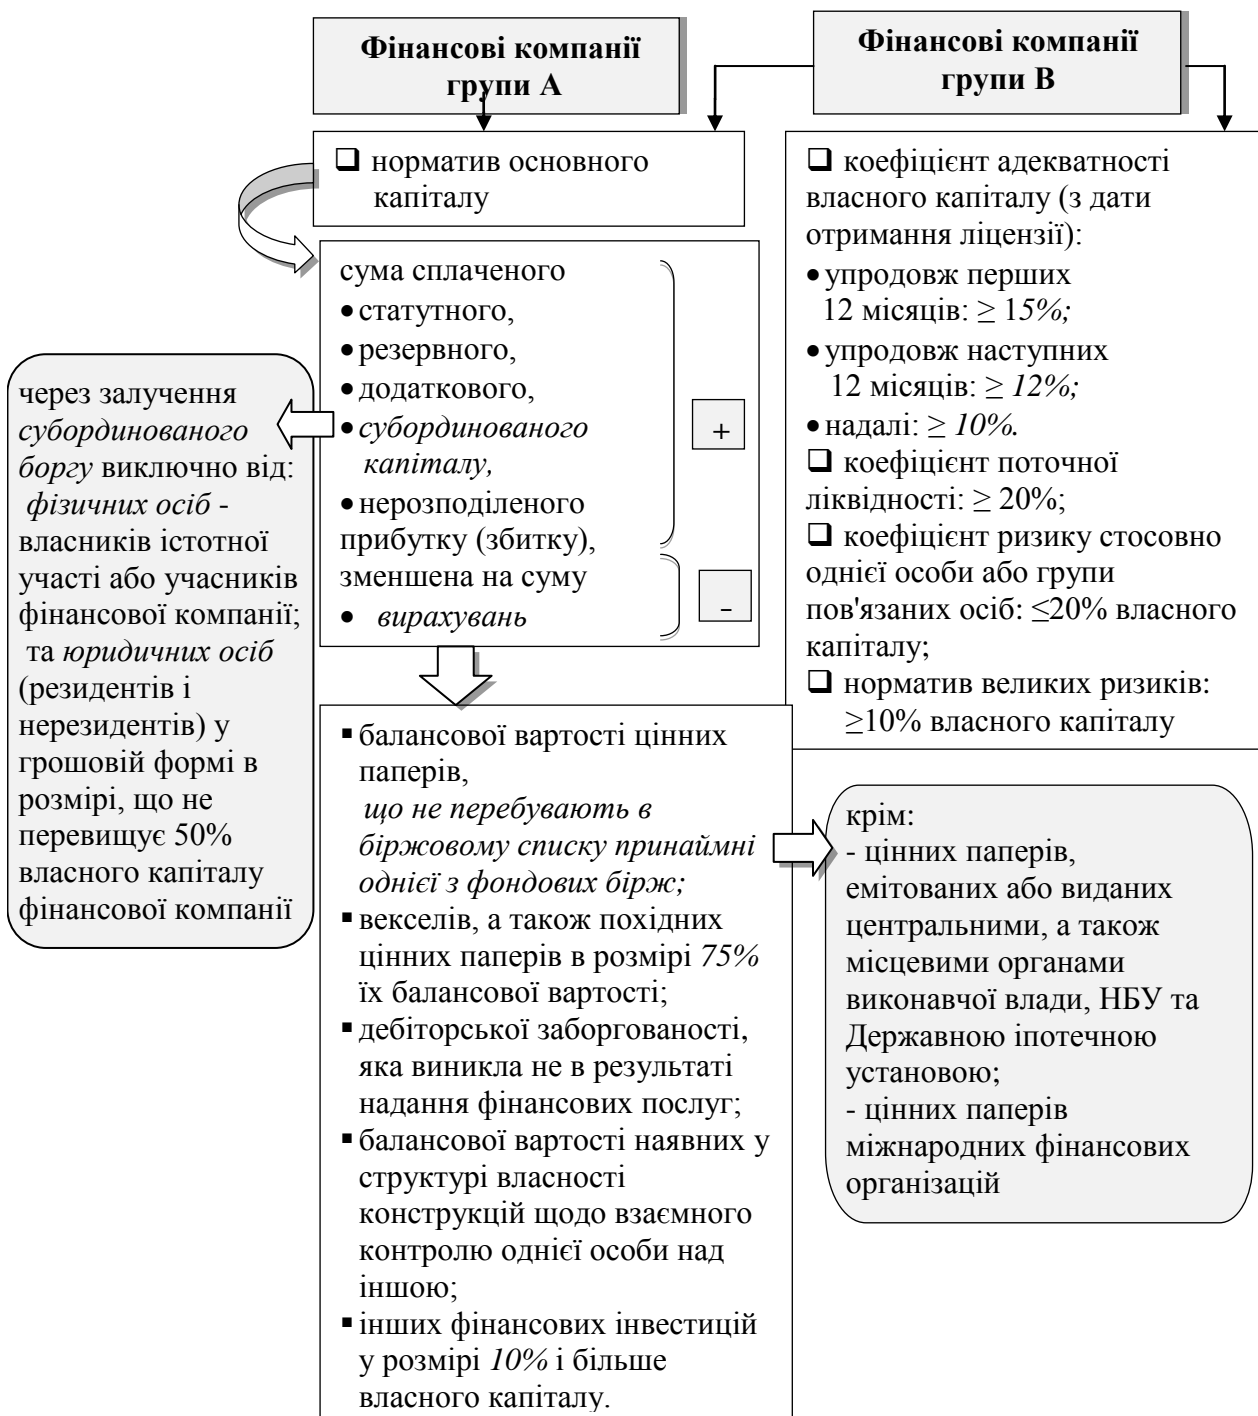 Фінансові компанії
групи А
Фінансові компанії
групи В
❑ норматив основного
капіталу
сума сплаченого
• статутного,
• резервного,
• додаткового,
• субординованого
капіталу,
• нерозподіленого
прибутку (збитку),
зменшена на суму
• вирахувань
+
-
через залучення
субординованого
боргу виключно від:
фізичних осіб -
власників істотної
участі або учасників
фінансової компанії;
та юридичних осіб
(резидентів і
нерезидентів) у
грошовій формі в
розмірі, що не
перевищує 50%
власного капіталу
фінансової компанії
▪ балансової вартості цінних
паперів,
що не перебувають в
біржовому списку принаймні
однієї з фондових бірж;
▪ векселів, а також похідних
цінних паперів в розмірі 75%
їх балансової вартості;
▪ дебіторської заборгованості,
яка виникла не в результаті
надання фінансових послуг;
▪ балансової вартості наявних у
структурі власності
конструкцій щодо взаємного
контролю однієї особи над
іншою;
▪ інших фінансових інвестицій
у розмірі 10% і більше
власного капіталу.
❑ коефіцієнт адекватності
власного капіталу (з дати
отримання ліцензії):
• упродовж перших
12 місяців: ≥ 15%;
• упродовж наступних
12 місяців: ≥ 12%;
• надалі: ≥ 10%.
❑ коефіцієнт поточної
ліквідності: ≥ 20%;
❑ коефіцієнт ризику стосовно
однієї особи або групи
пов'язаних осіб: ≤20% власного
капіталу;
❑ норматив великих ризиків:
≥10% власного капіталу
крім:
- цінних паперів,
емітованих або виданих
центральними, а також
місцевими органами
виконавчої влади, НБУ та
Державною іпотечною
установою;
- цінних паперів
міжнародних фінансових
організацій